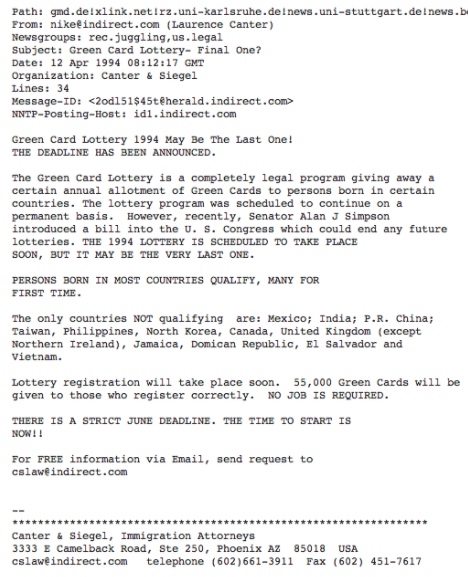 Path: gmd.de!xlink.net!rz.uni-karlsruhe.de!news.uni-stuttgart.de!news.be
From: nike@indirect.com (Laurence Canter)
Newsgroups: rec.juggling,us.legal
Subject: Green Card Lottery- Final One?
Date: 12 Apr 1994 08:12:17 GMT
Organization: Canter & Siegel
Lines: 34
Message-ID: <2odl51$45t@herald.indirect.com>
NNTP-Posting-Host: id1.indirect.com
Green Card Lottery 1994 May Be The Last One!
THE DEADLINE HAS BEEN ANNOUNCED.
The Green Card Lottery is a completely legal program giving away a
certain annual allotment of Green Cards to persons born in certain
countries. The lottery program was scheduled to continue on a
permanent basis.  However, recently, Senator Alan J Simpson
introduced a bill into the U. S. Congress which could end any future
lotteries. THE 1994 LOTTERY IS SCHEDULED TO TAKE PLACE
SOON, BUT IT MAY BE THE VERY LAST ONE.
PERSONS BORN IN MOST COUNTRIES QUALIFY, MANY FOR
FIRST TIME.
The only countries NOT qualifying  are: Mexico; India; P.R. China;
Taiwan, Philippines, North Korea, Canada, United Kingdom (except
Northern Ireland), Jamaica, Domican Republic, El Salvador and
Vietnam.
Lottery registration will take place soon.  55,000 Green Cards will be
given to those who register correctly.  NO JOB IS REQUIRED.
THERE IS A STRICT JUNE DEADLINE. THE TIME TO START IS
NOW!!
For FREE information via Email, send request to
cslaw@indirect.com
--
*****************************************************************
Canter & Siegel, Immigration Attorneys
3333 E Camelback Road, Ste 250, Phoenix AZ  85018  USA
cslaw@indirect.com  telephone (602)661-3911  Fax (602) 451-7617